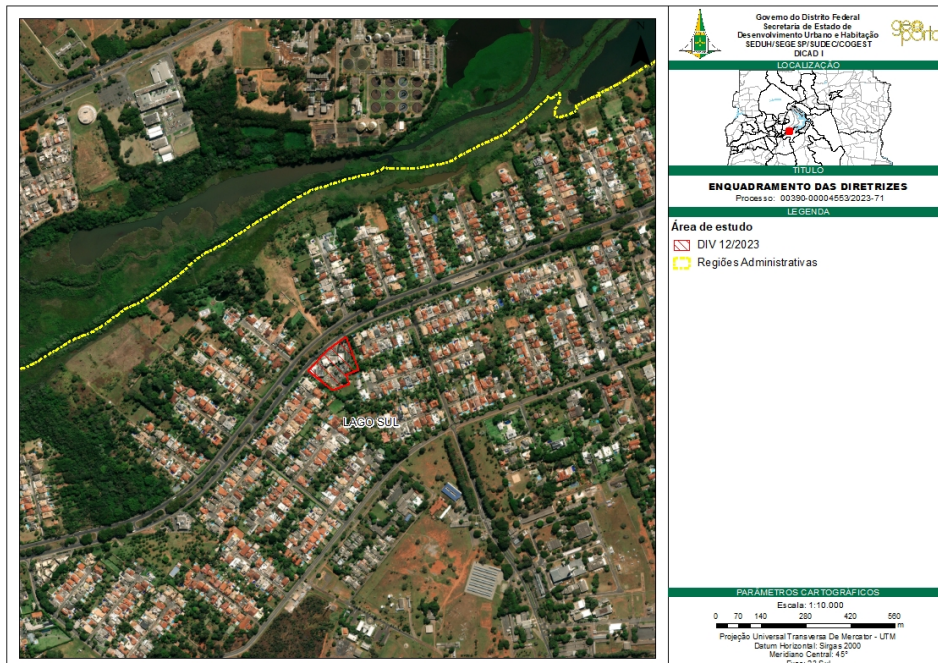 Governo do Distrito Federal
Secretaria de Estado de
Desenvolvimento Urbano e Habitação
SEDUH/SEGESP/SUDEC/COGEST
DICAD I
geo
LOCALIZAÇÃO
TÍTULO
ENQUADRAMENTO DAS DIRETRIZES
Processo: 00390-00004553/2023-71
LEGENDA
Área de estudo
DIV 12/2023
Regiões Administrativas
LAGO SUL
PARÂMETROS CARTOGRÁFICOS
Escala: 1:10.000
0 70 140 280 420 560
m
Projeção Universal Transversa De Mercator - UTM
Datum Horizontal: Sirgas 2000
Meridiano Central: 45°